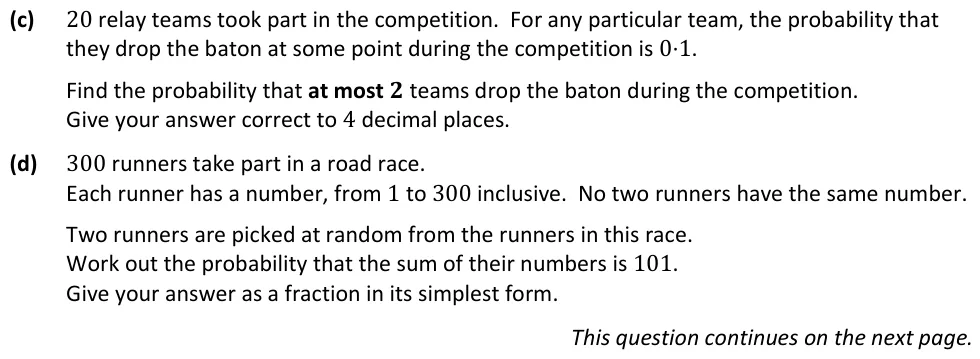 (c) 20 relay teams took part in the competition. For any particular team, the probability that
they drop the baton at some point during the competition is 0·1.
Find the probability that at most 2 teams drop the baton during the competition.
Give your answer correct to 4 decimal places.
(d) 300 runners take part in a road race.
Each runner has a number, from 1 to 300 inclusive. No two runners have the same number.
Two runners are picked at random from the runners in this race.
Work out the probability that the sum of their numbers is 101.
Give your answer as a fraction in its simplest form.
This question continues on the next page.